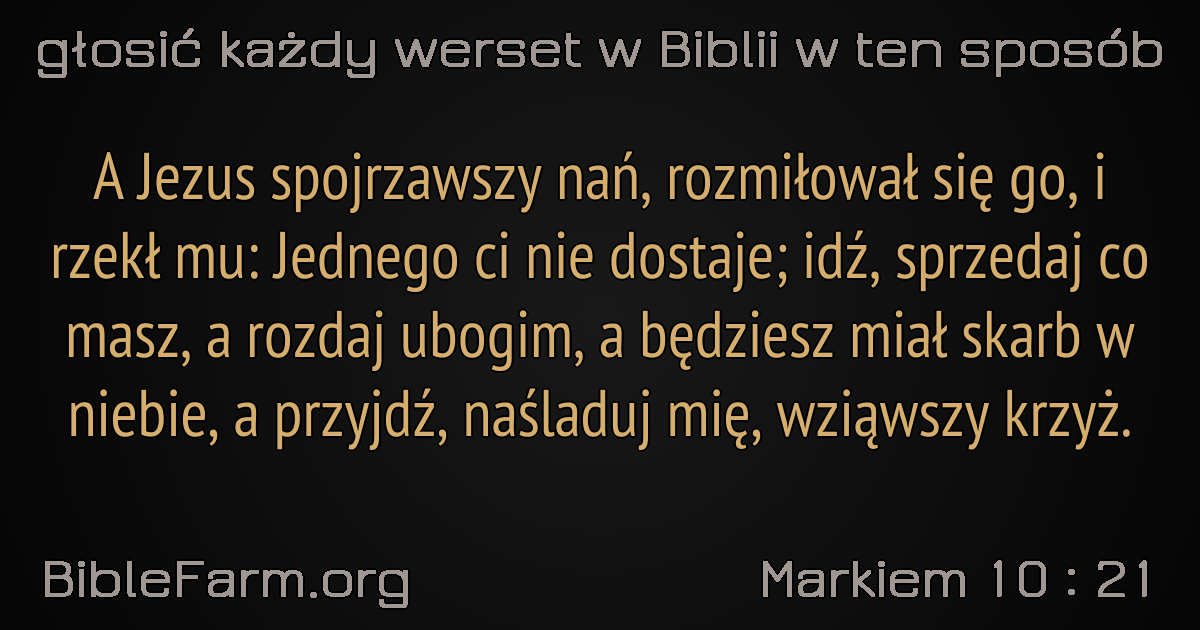 głosić każdy werset w Biblii w ten sposób
A Jezus spojrzawszy nań, rozmiłował się go, i
rzekł mu: Jednego ci nie dostaje; idź, sprzedaj co
masz, a rozdaj ubogim, a będziesz miał skarb w
niebie, a przyjdź, naśladuj mię, wziąwszy krzyż.
BibleFarm.org
Markiem 10 : 21